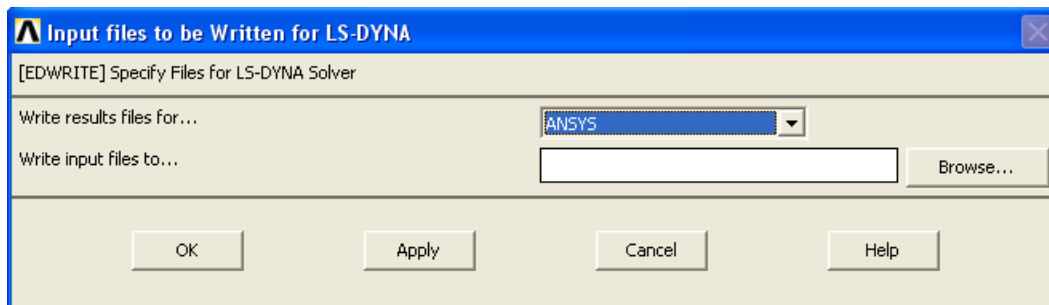 Input files to be Written for LS-DYNA
[EDWRITE] Specify Files for LS-DYNA Solver
Write results files for...
ANSYS
Write input files to...
Browse...
OK
Apply
Cancel
Help